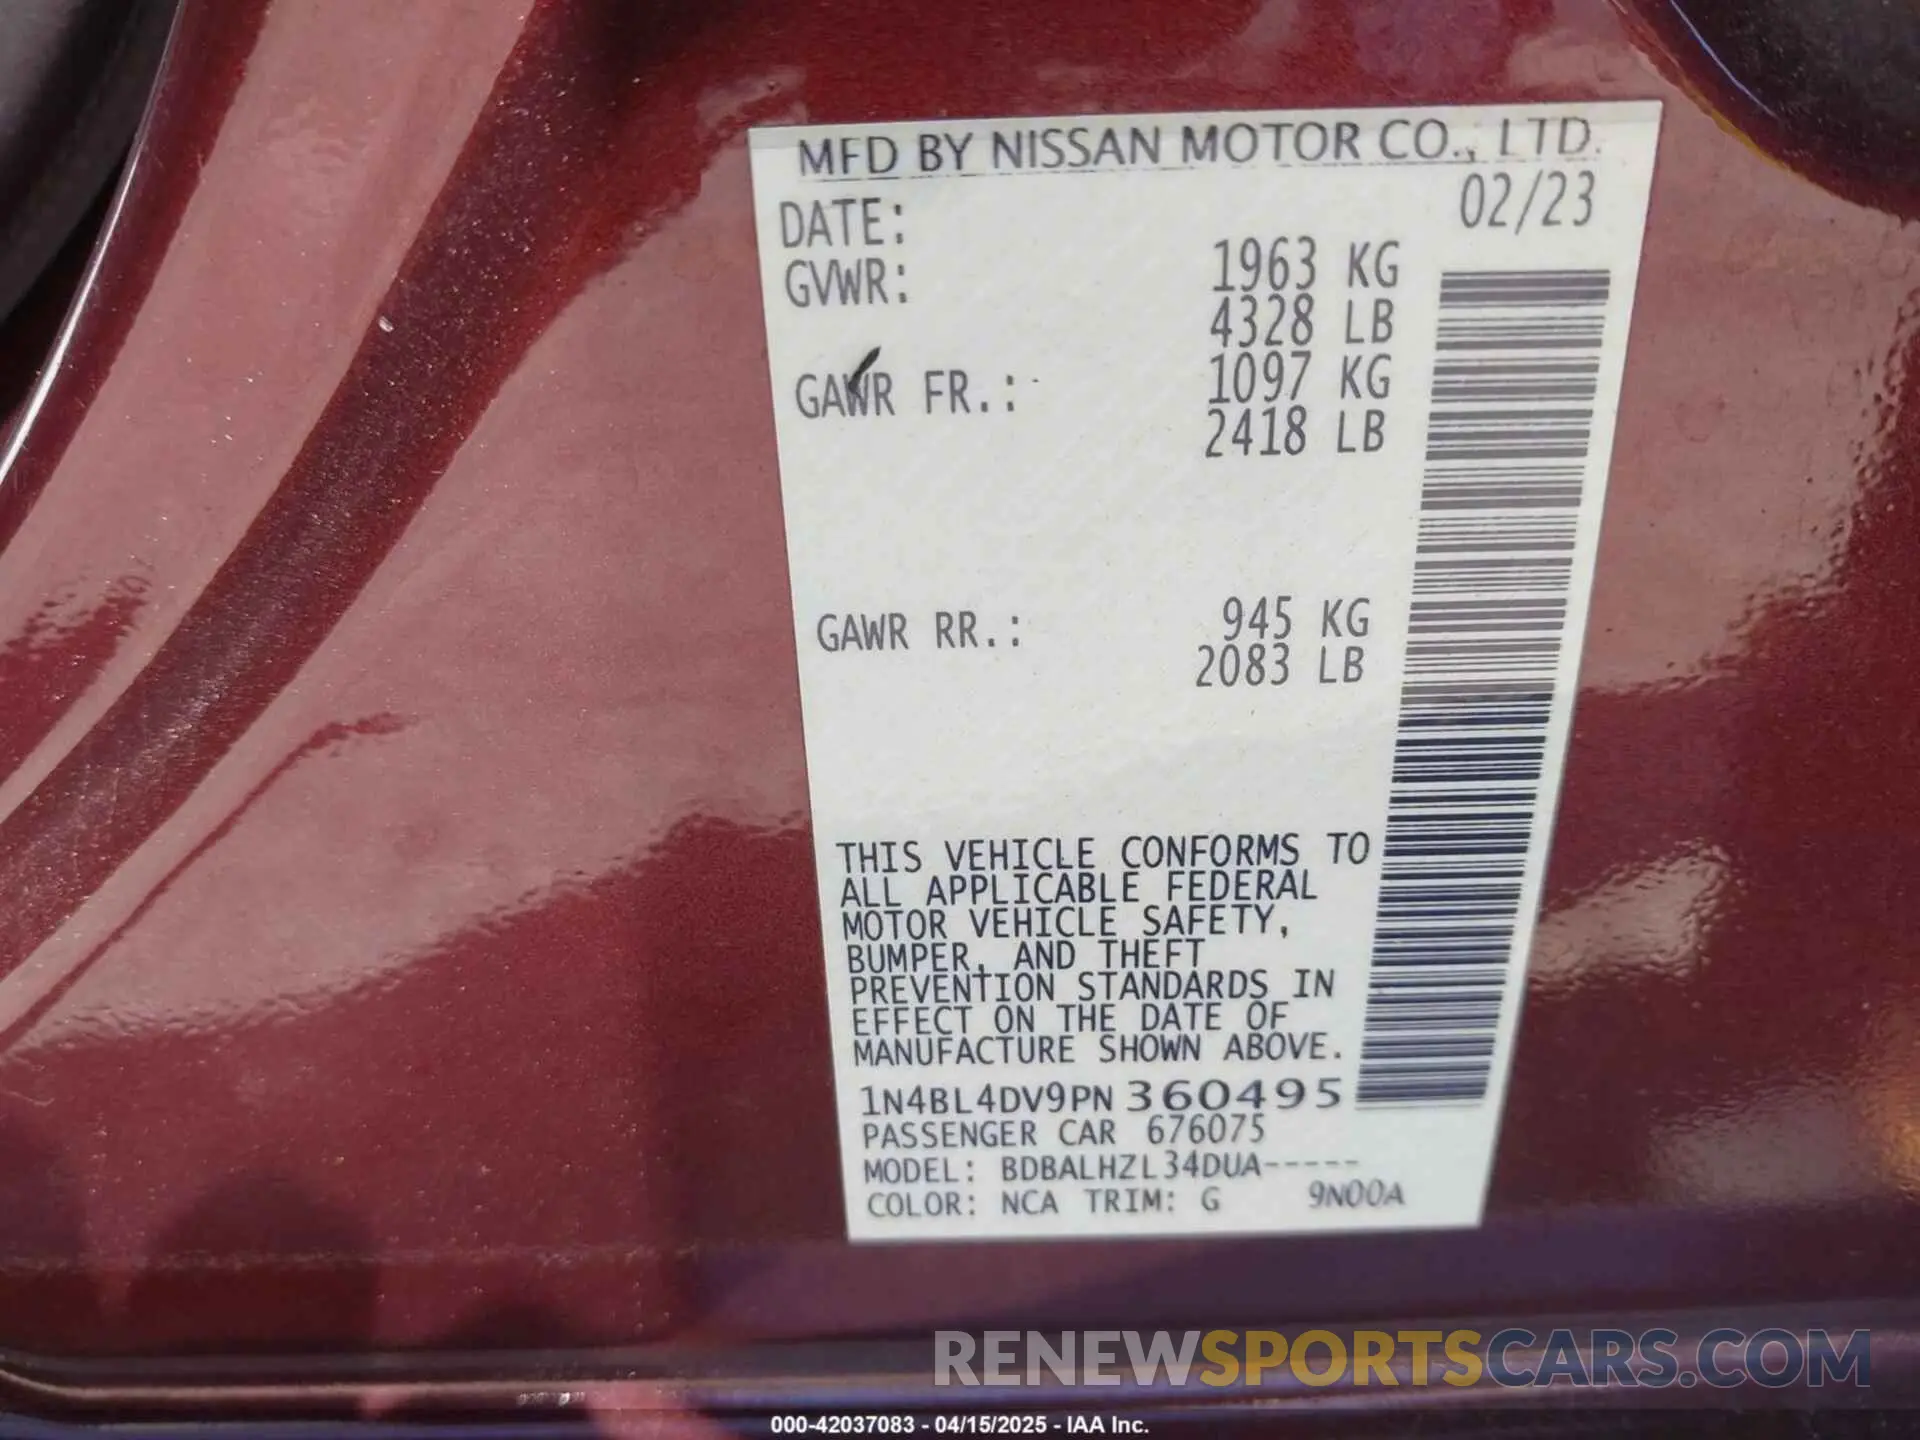 MFD BY NISSAN MOTOR CO., LTD.
DATE: 02/23
GVWR: 1963 KG
4328 LB
GAWR FR.: 1097 KG
2418 LB
GAWR RR.: 945 KG
2083 LB
THIS VEHICLE CONFORMS TO
ALL APPLICABLE FEDERAL
MOTOR VEHICLE SAFETY,
BUMPER, AND THEFT
PREVENTION STANDARDS IN
EFFECT ON THE DATE OF
MANUFACTURE SHOWN ABOVE.
1N4BL4DV9PN360495
PASSENGER CAR 676075
MODEL: BDBALHZL34DUA-----
COLOR: NCA TRIM: G 9N00A
RENEWSPORTSCARS.COM
000-42037083 - 04/15/2025 - IAA Inc.